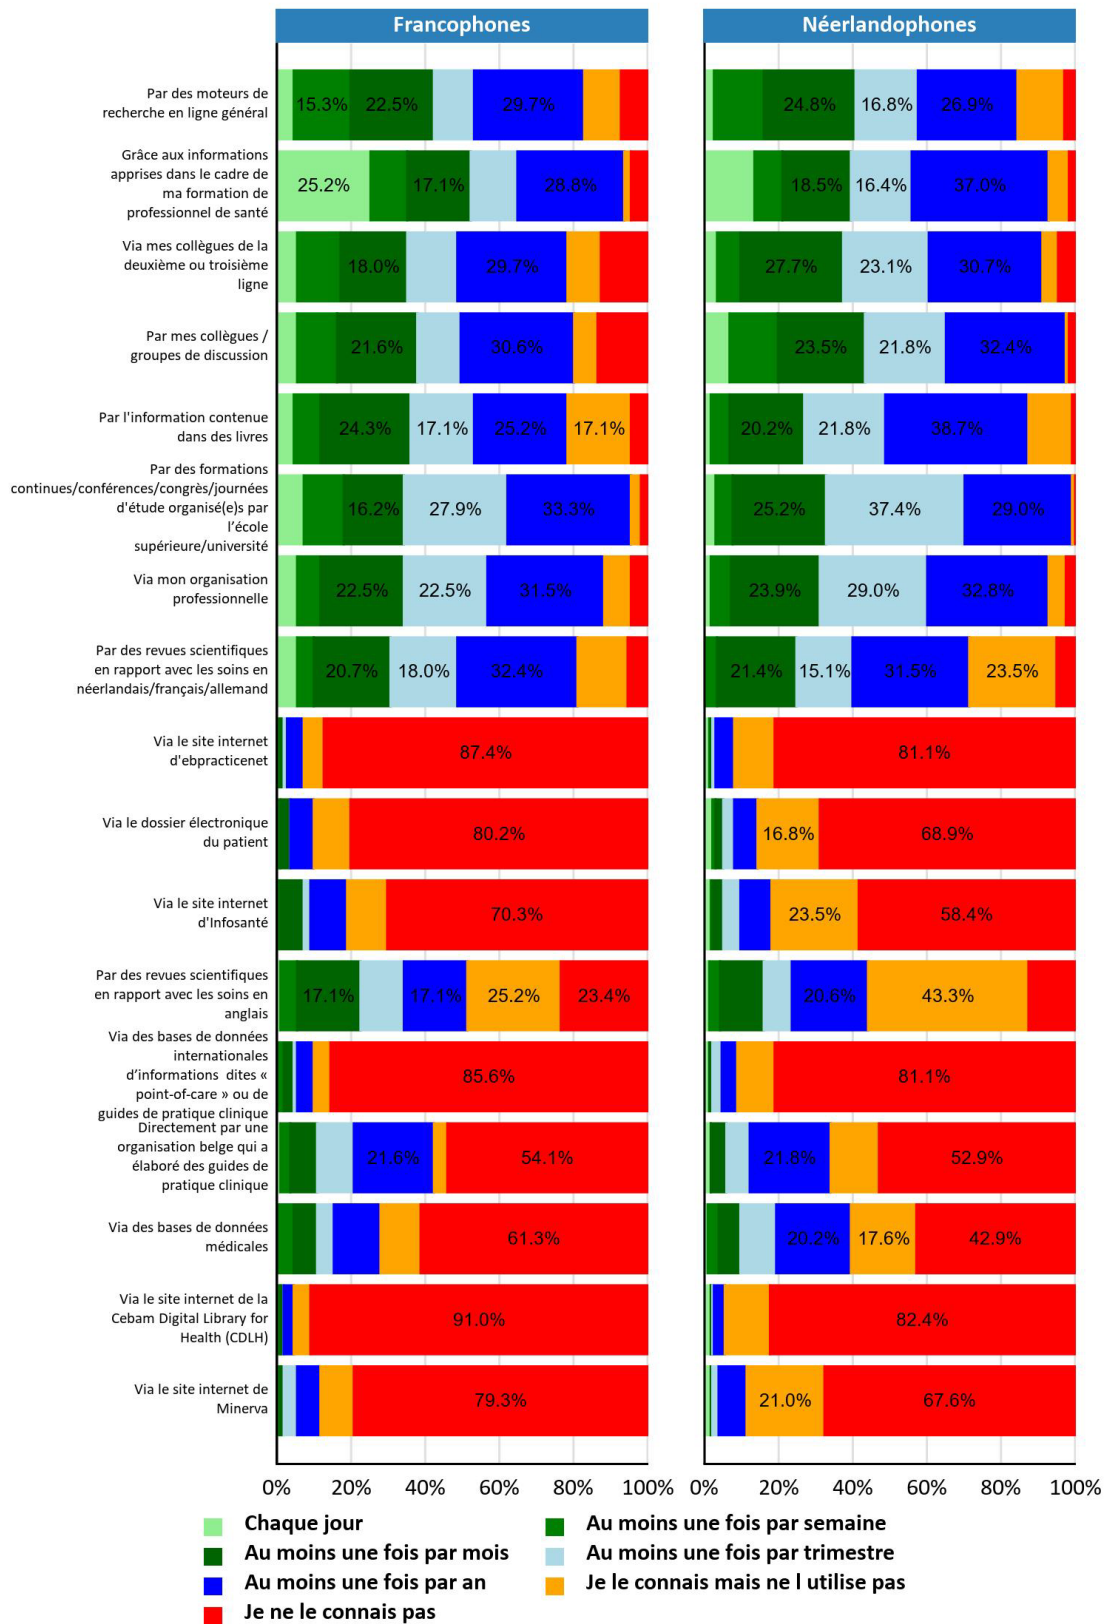 Francophones
Néerlandophones
Par des moteurs de
recherche en ligne général
15.3% 22.5% 29.7%
24.8% 16.8% 26.9%
Grâce aux informations
apprises dans le cadre de
ma formation de
professionnel de santé
25.2% 17.1% 28.8%
18.5% 16.4% 37.0%
Via mes collègues de la
deuxième ou troisième
ligne
18.0% 29.7%
27.7% 23.1% 30.7%
Par mes collègues /
groupes de discussion
21.6% 30.6%
23.5% 21.8% 32.4%
Par l'information contenue
dans des livres
24.3% 17.1% 25.2% 17.1%
20.2% 21.8% 38.7%
Par des formations
continues/conférences/congrès/journées
d'étude organisé(e)s par
l’école
supérieure/université
16.2% 27.9% 33.3%
25.2% 37.4% 29.0%
Via mon organisation
professionnelle
22.5% 22.5% 31.5%
23.9% 29.0% 32.8%
Par des revues scientifiques
en rapport avec les soins en
néerlandais/français/allemand
20.7% 18.0% 32.4%
21.4% 15.1% 31.5% 23.5%
Via le site internet
d'ebpracticenet
87.4%
81.1%
Via le dossier électronique
du patient
80.2%
16.8% 68.9%
Via le site internet
d'Infosanté
70.3%
23.5% 58.4%
Par des revues scientifiques
en rapport avec les soins en
anglais
17.1% 17.1% 25.2% 23.4%
20.6% 43.3%
Via des bases de données
internationales
d’informations dites «
point-of-care » ou de
guides de pratique clinique
85.6%
81.1%
Directement par une
organisation belge qui a
élaboré des guides de
pratique clinique
21.6% 54.1%
21.8% 52.9%
Via des bases de données
médicales
61.3%
20.2% 17.6% 42.9%
Via le site internet de la
Cebam Digital Library for
Health (CDLH)
91.0%
82.4%
Via le site internet de
Minerva
79.3%
21.0% 67.6%
0% 20% 40% 60% 80% 100%
0% 20% 40% 60% 80% 100%
Chaque jour
Au moins une fois par semaine
Au moins une fois par mois
Au moins une fois par trimestre
Au moins une fois par an
Je le connais mais ne l utilise pas
Je ne le connais pas